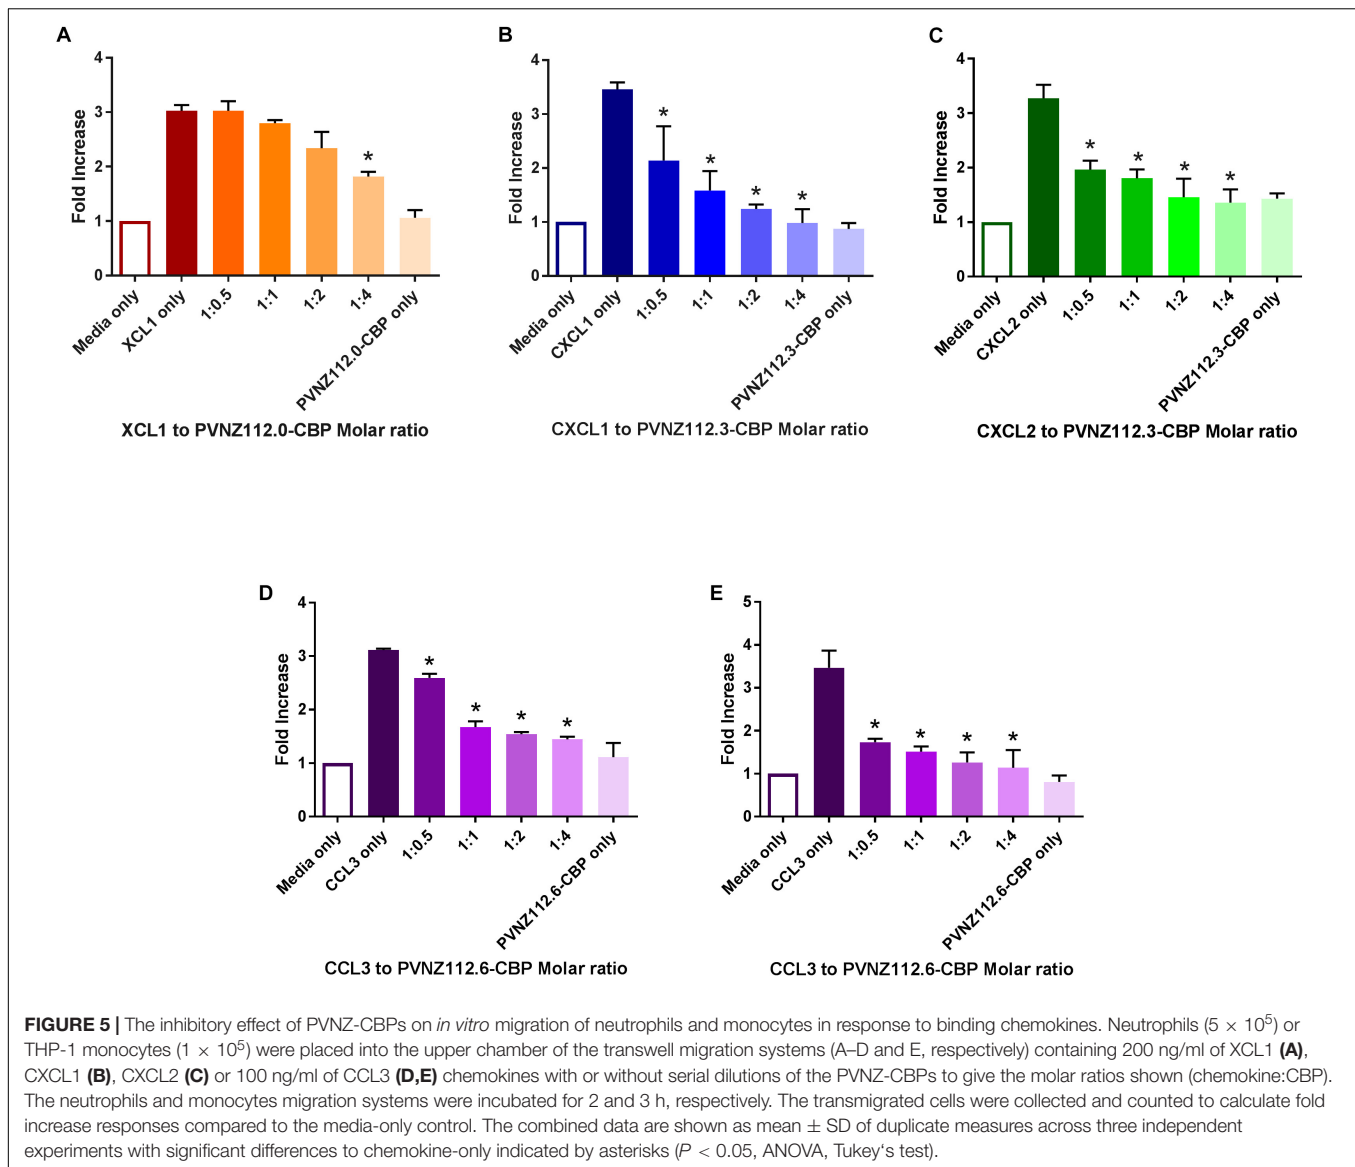 A
4
3
2
1
0
Fold Increase
Media only
XCL1 only
1:0.5
1:1
1:2
1:4
*
PVNZ112.0-CBP only
XCL1 to PVNZ112.0-CBP Molar ratio
B
4
3
2
1
0
Fold Increase
Media only
CXCL1 only
1:0.5
1:1
1:2
1:4
* * * *
PVNZ112.3-CBP only
CXCL1 to PVNZ112.3-CBP Molar ratio
C
4
3
2
1
0
Fold Increase
Media only
CXCL2 only
1:0.5
1:1
1:2
1:4
* * * *
PVNZ112.3-CBP only
CXCL2 to PVNZ112.3-CBP Molar ratio
D
4
3
2
1
0
Fold Increase
Media only
CCL3 only
1:0.5
1:1
1:2
1:4
* * * *
PVNZ112.6-CBP only
CCL3 to PVNZ112.6-CBP Molar ratio
E
5
4
3
2
1
0
Fold Increase
Media only
CCL3 only
1:0.5
1:1
1:2
1:4
* * * *
PVNZ112.6-CBP only
CCL3 to PVNZ112.6-CBP Molar ratio
FIGURE 5 | The inhibitory effect of PVNZ-CBPs on in vitro migration of neutrophils and monocytes in response to binding chemokines. Neutrophils (5 × 10⁵) or
THP-1 monocytes (1 × 10⁵) were placed into the upper chamber of the transwell migration systems (A–D and E, respectively) containing 200 ng/ml of XCL1 (A),
CXCL1 (B), CXCL2 (C) or 100 ng/ml of CCL3 (D,E) chemokines with or without serial dilutions of the PVNZ-CBPs to give the molar ratios shown (chemokine:CBP).
The neutrophils and monocytes migration systems were incubated for 2 and 3 h, respectively. The transmigrated cells were collected and counted to calculate fold
increase responses compared to the media-only control. The combined data are shown as mean ± SD of duplicate measures across three independent
experiments with significant differences to chemokine-only indicated by asterisks (P < 0.05, ANOVA, Tukey‘s test).